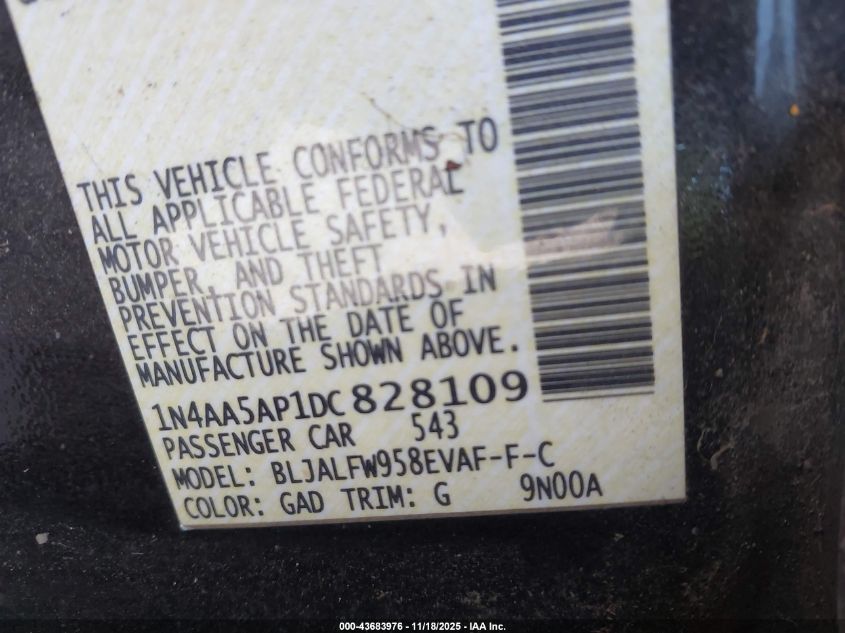 THIS VEHICLE CONFORMS TO
ALL APPLICABLE FEDERAL
MOTOR VEHICLE SAFETY,
BUMPER, AND THEFT
PREVENTION STANDARDS IN
EFFECT ON THE DATE OF
MANUFACTURE SHOWN ABOVE.
1N4AA5AP1DC828109
PASSENGER CAR 543
MODEL: BLJALFW958EVAF-F-C
COLOR: GAD TRIM: G 9N00A
000-43683976 - 11/18/2025 - IAA Inc.